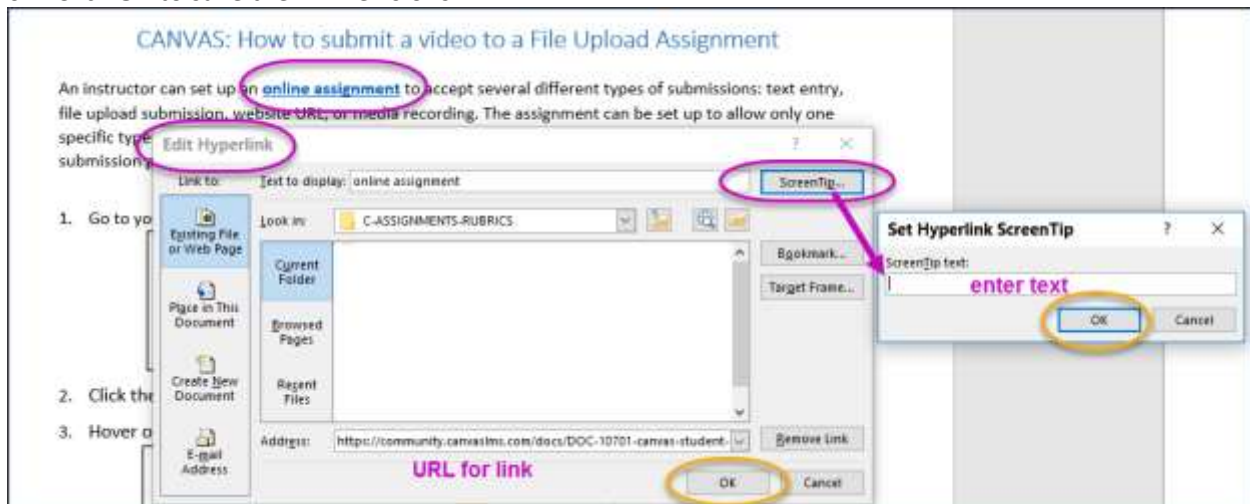 CANVAS: How to submit a video to a File Upload Assignment
An instructor can set up an online assignment to accept several different types of submissions: text entry,
file upload submission, website URL, or media recording. The assignment can be set up to allow only one
specific type
submission
Edit Hyperlink
? ×
Link to:
Text to display: online assignment
ScreenTip...
1. Go to yo
Existing File
or Web Page
Look in:
C-ASSIGNMENTS-RUBRICS
Current
Folder
Bookmark...
Target Frame...
Place in This
Document
Browsed
Pages
Create New
Document
Recent
Files
2. Click the
3. Hover o
E-mail
Address
Address: https://community.canvaslms.com/docs/DOC-10701-canvas-student-
Remove Link
URL for link
OK
Cancel
Set Hyperlink ScreenTip
? ×
ScreenTip text:
enter text
OK
Cancel